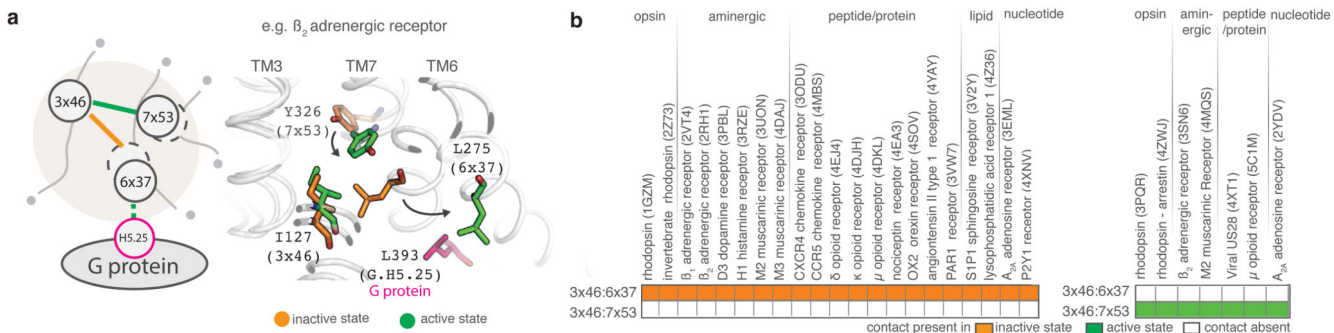 a
e.g. ß2 adrenergic receptor
TM3
TM7
TM6
3x46
7x53
6x37
H5.25
G protein
Y326
(7x53)
L275
(6x37)
I127
(3x46)
L393
(G.H5.25)
G protein
inactive state
active state
b
opsin
aminergic
peptide/protein
lipid
nucleotide
rhodopsin (1GZM)
invertebrate rhodopsin (2Z73)
ß1 adrenergic receptor (2VT4)
ß2 adrenergic receptor (2RH1)
D3 dopamine receptor (3PBL)
H1 histamine receptor (3RZE)
M2 muscarinic receptor (3UON)
M3 muscarinic receptor (4DAJ)
CXCR4 chemokine receptor (3ODU)
CCR5 chemokine receptor (4MBS)
δ opioid receptor (4EJ4)
κ opioid receptor (4DJH)
μ opioid receptor (4DKL)
nociceptin receptor (4EA3)
OX2 orexin receptor (4S0V)
angiontensin II type 1 receptor (4YAY)
PAR1 receptor (3VW7)
S1P1 sphingosine receptor (3V2Y)
lysophosphatidic acid receptor 1 (4Z36)
A2A adenosine receptor (3EML)
P2Y1 receptor (4XNV)
3x46:6x37
3x46:7x53
opsin
amin-
ergic
peptide
/protein
nucleotide
rhodopsin (3PQR)
rhodopsin - arrestin (4ZWJ)
ß2 adrenergic receptor (3SN6)
M2 muscarinic Receptor (4MQS)
Viral US28 (4XT1)
μ opioid receptor (5C1M)
A2A adenosine receptor (2YDV)
3x46:6x37
3x46:7x53
contact present in
inactive state
active state
contact absent